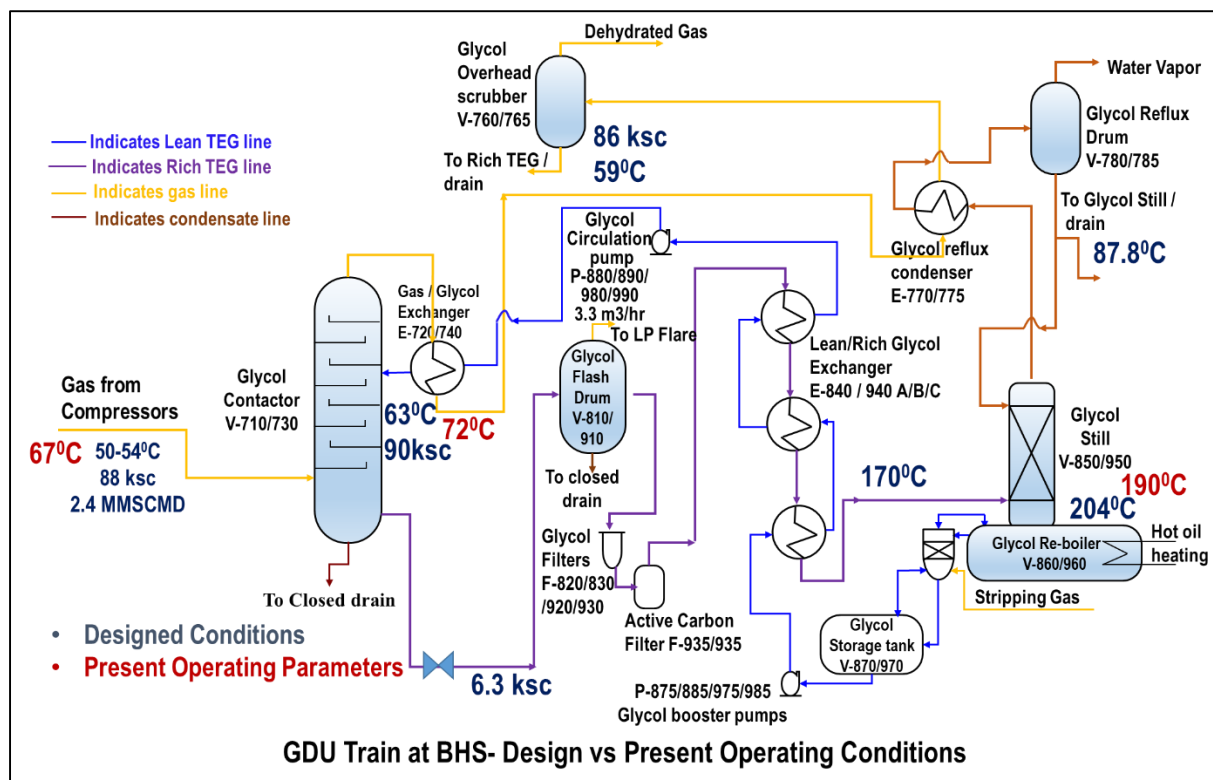 Dehydrated Gas
Glycol
Overhead
scrubber
V-760/765
86 ksc
59⁰C
To Rich TEG /
drain
Water Vapor
Glycol Reflux
Drum
V-780/785
To Glycol Still /
drain
87.8⁰C
Glycol reflux
condenser
E-770/775
Indicates Lean TEG line
Indicates Rich TEG line
Indicates gas line
Indicates condensate line
Glycol
Circulation
pump
P-880/890/
980/990
3.3 m3/hr
Gas / Glycol
Exchanger
E-720/740
To LP Flare
Glycol
Flash
Drum
V-810/
910
To closed
drain
Lean/Rich Glycol
Exchanger
E-840 / 940 A/B/C
Glycol
Contactor
V-710/730
Gas from
Compressors
67⁰C
50-54⁰C
88 ksc
2.4 MMSCMD
63⁰C
90ksc
72⁰C
170⁰C
Glycol
Still
V-850/950
190⁰C
204⁰C
Glycol Re-boiler
V-860/960
Hot oil
heating
Stripping Gas
Glycol
Filters
F-820/830
/920/930
Active Carbon
Filter F-935/935
Glycol
Storage tank
V-870/970
To Closed drain
• Designed Conditions
• Present Operating Parameters
6.3 ksc
P-875/885/975/985
Glycol booster pumps
GDU Train at BHS- Design vs Present Operating Conditions